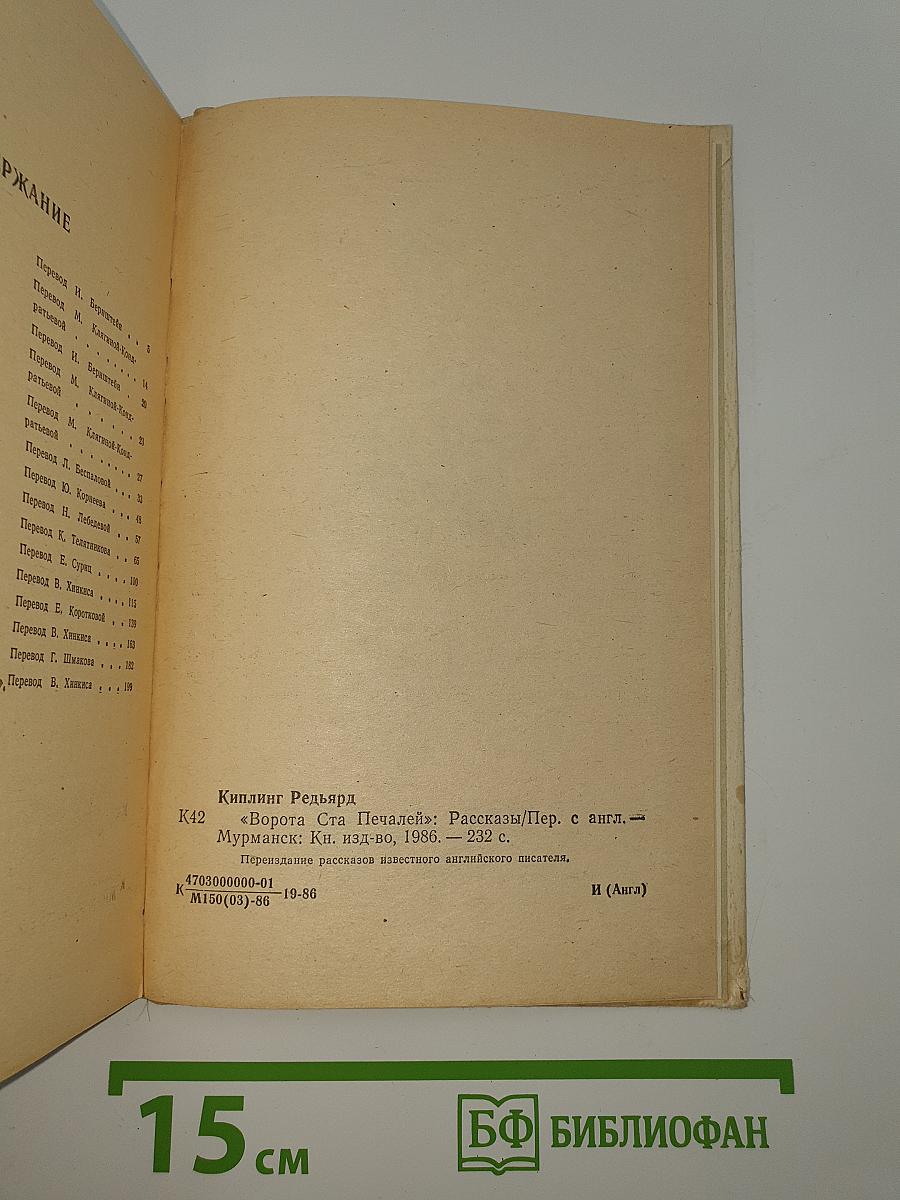 РЖАНИЕ
Перевод И. Бернштейн . . 5
Перевод М. Клягиной-Конд-
ратьевой . . . . . . . 14
Перевод И. Бернштейн . 20
Перевод М. Клягиной-Конд-
ратьевой . . . . . . 23
Перевод М. Клягиной-Конд-
ратьевой . . . . . . . 27
Перевод Л. Беспаловой . . . 33
Перевод Ю. Корнеева . . . 48
Перевод Н. Лебедевой . . 57
Перевод К. Телятникова . . 65
Перевод Е. Суриц . . . . 100
Перевод В. Хинкиса . . . . 115
Перевод Е. Коротковой . . 139
Перевод В. Хинкиса . . . . 163
Перевод Г. Шмакова . . . 182
». Перевод В. Хинкиса . . . 199
Киплинг Редьярд
К42 «Ворота Ста Печалей»: Рассказы/Пер. с англ.—
Мурманск: Кн. изд-во, 1986. — 232 с.
Переиздание рассказов известного английского писателя.
4703000000-01
К М150(03)-86 19-86 И (Англ)
15 см
БФ БИБЛИОФАН